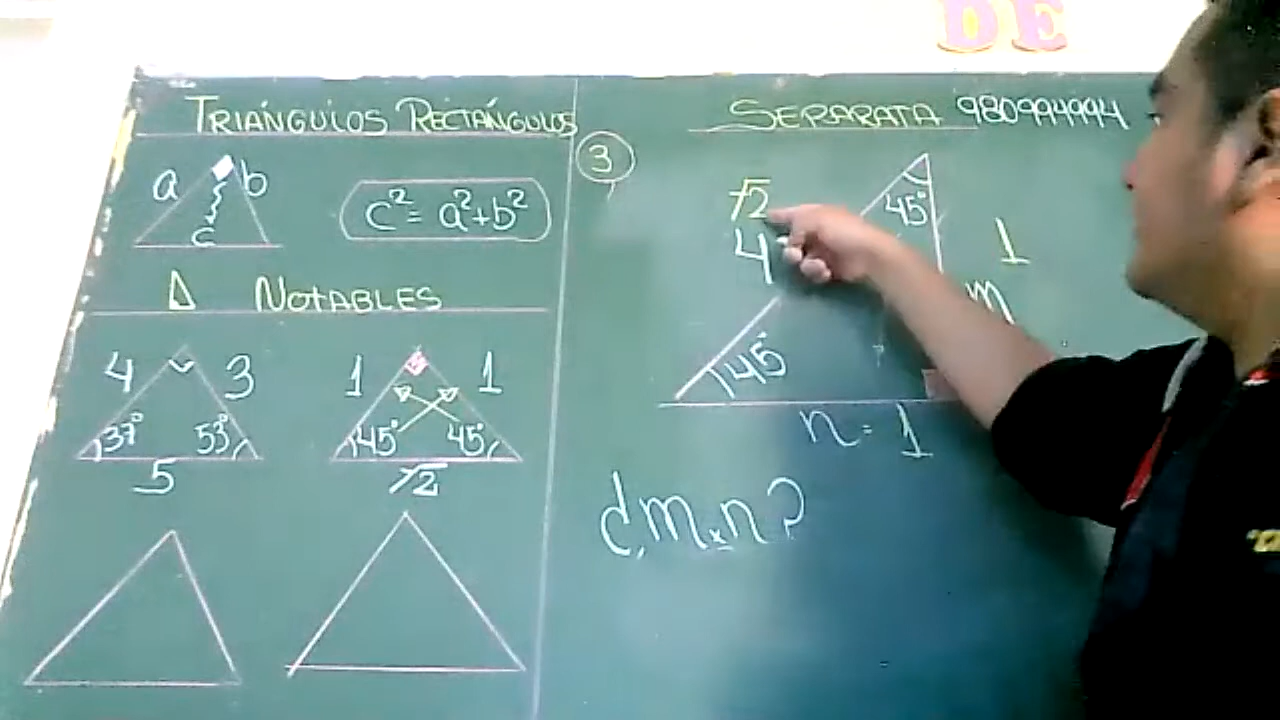 DE
TRIÁNGULOS RECTÁNGULOS
a b
c
c² = a² + b²
Δ NOTABLES
4 3
37° 53°
5
1 1
45° 45°
√2
SEPARATA 980994994
3
√2
4
45°
1
m
45°
n = 1
¿m x n?